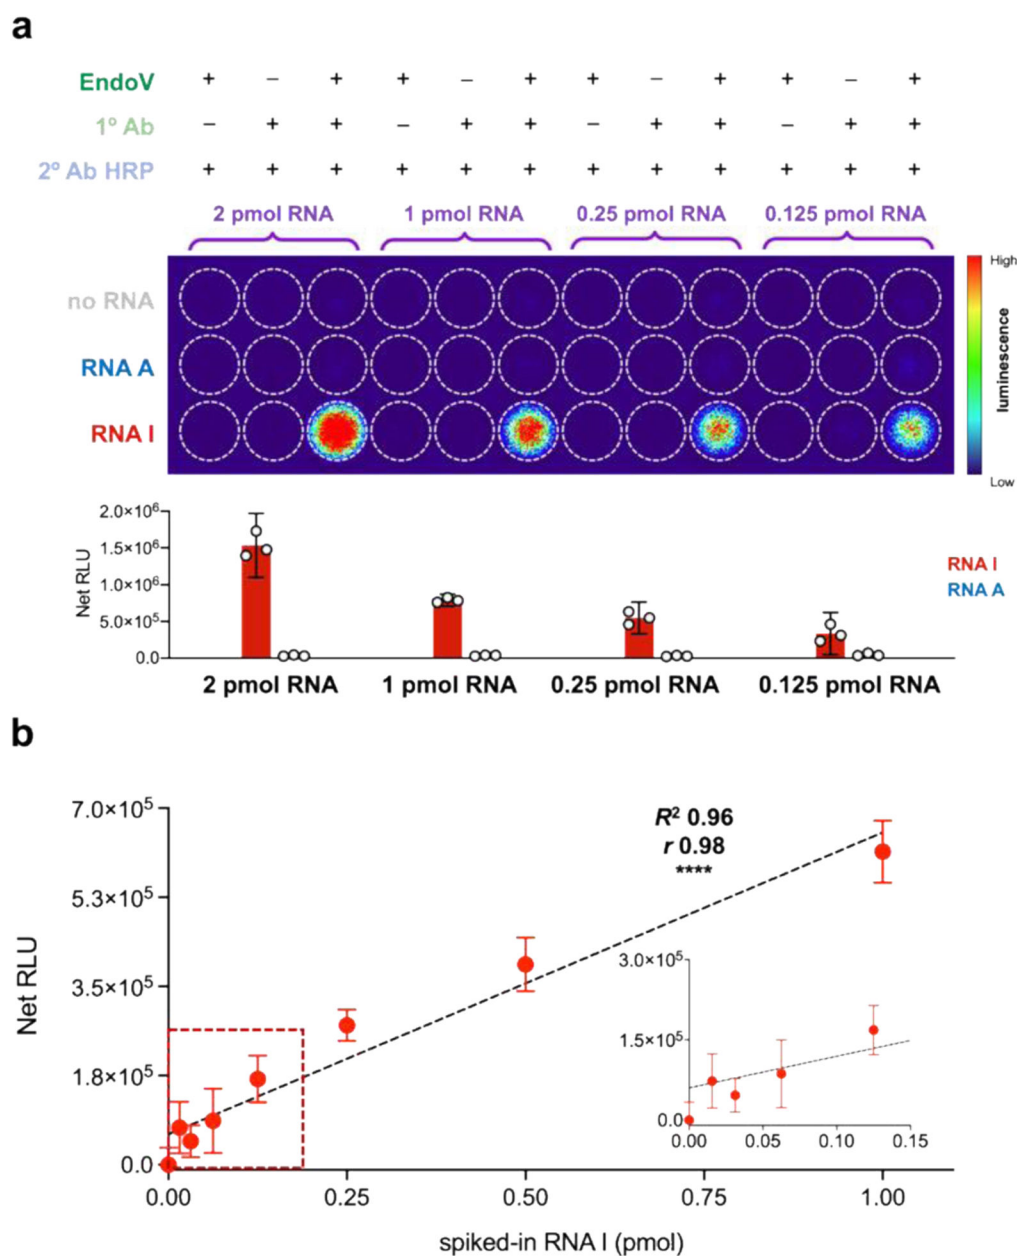 a
EndoV + – + + – + + – + + – +
1º Ab – + + – + + – + + – + +
2º Ab HRP + + + + + + + + + + + +
2 pmol RNA 1 pmol RNA 0.25 pmol RNA 0.125 pmol RNA
no RNA
RNA A
RNA I
High
luminescence
Low
2.0×10⁶
1.5×10⁶
1.0×10⁶
5.0×10⁵
0.0
Net RLU
RNA I
RNA A
2 pmol RNA 1 pmol RNA 0.25 pmol RNA 0.125 pmol RNA
b
7.0×10⁵
5.3×10⁵
3.5×10⁵
1.8×10⁵
0.0
Net RLU
R² 0.96
r 0.98
****
3.0×10⁵
1.5×10⁵
0.0
0.00 0.05 0.10 0.15
0.00 0.25 0.50 0.75 1.00
spiked-in RNA I (pmol)